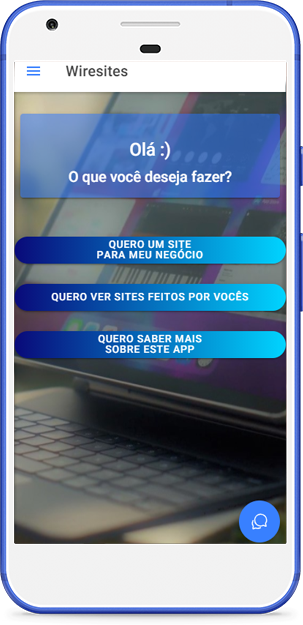 Wiresites
Olá :)
O que você deseja fazer?
QUERO UM SITE
PARA MEU NEGÓCIO
QUERO VER SITES FEITOS POR VOCÊS
QUERO SABER MAIS
SOBRE ESTE APP